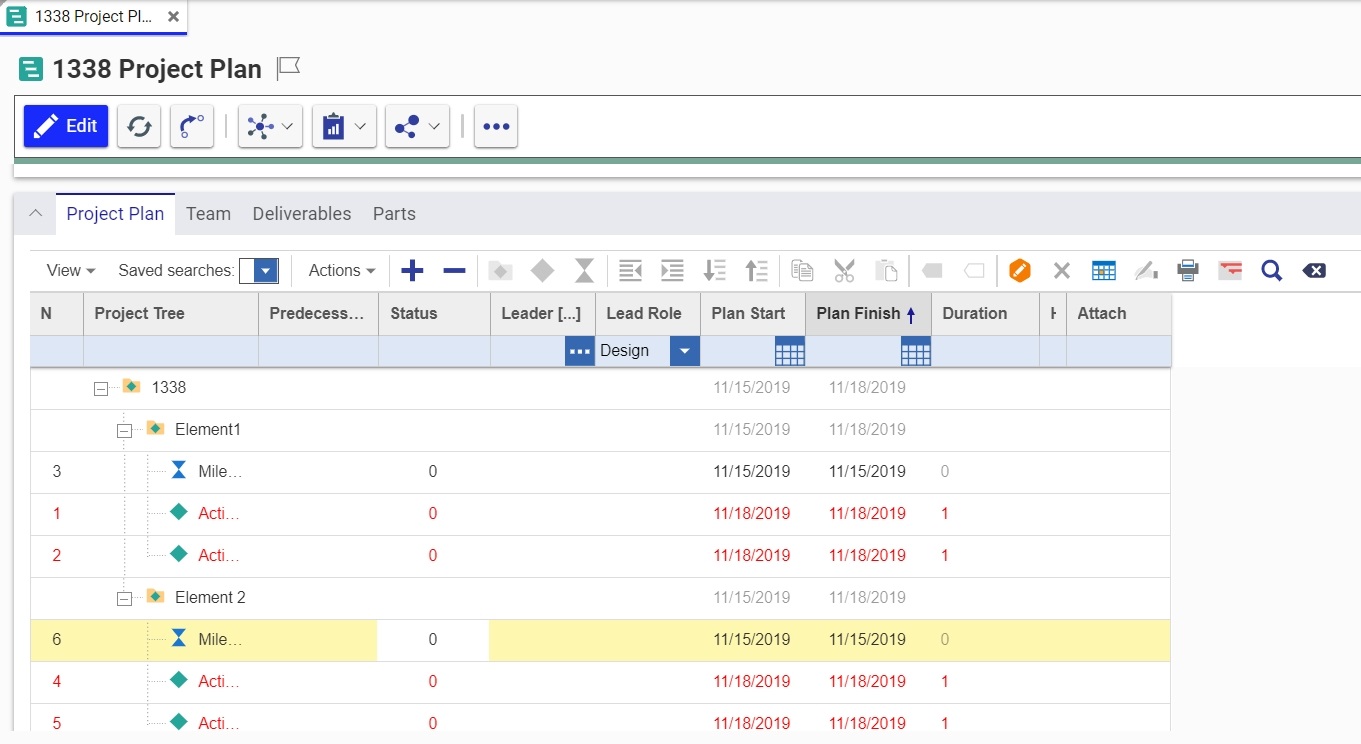 1338 Project Pl...
1338 Project Plan
Edit
Project Plan Team Deliverables Parts
View Saved searches: Actions
N Project Tree Predecess... Status Leader [...] Lead Role Plan Start Plan Finish Duration Attach
Design
1338 11/15/2019 11/18/2019
Element1 11/15/2019 11/18/2019
3 Mile... 0 11/15/2019 11/15/2019 0
1 Acti... 0 11/18/2019 11/18/2019 1
2 Acti... 0 11/18/2019 11/18/2019 1
Element 2 11/15/2019 11/18/2019
6 Mile... 0 11/15/2019 11/15/2019 0
4 Acti... 0 11/18/2019 11/18/2019 1
5 Acti... 0 11/18/2019 11/18/2019 1